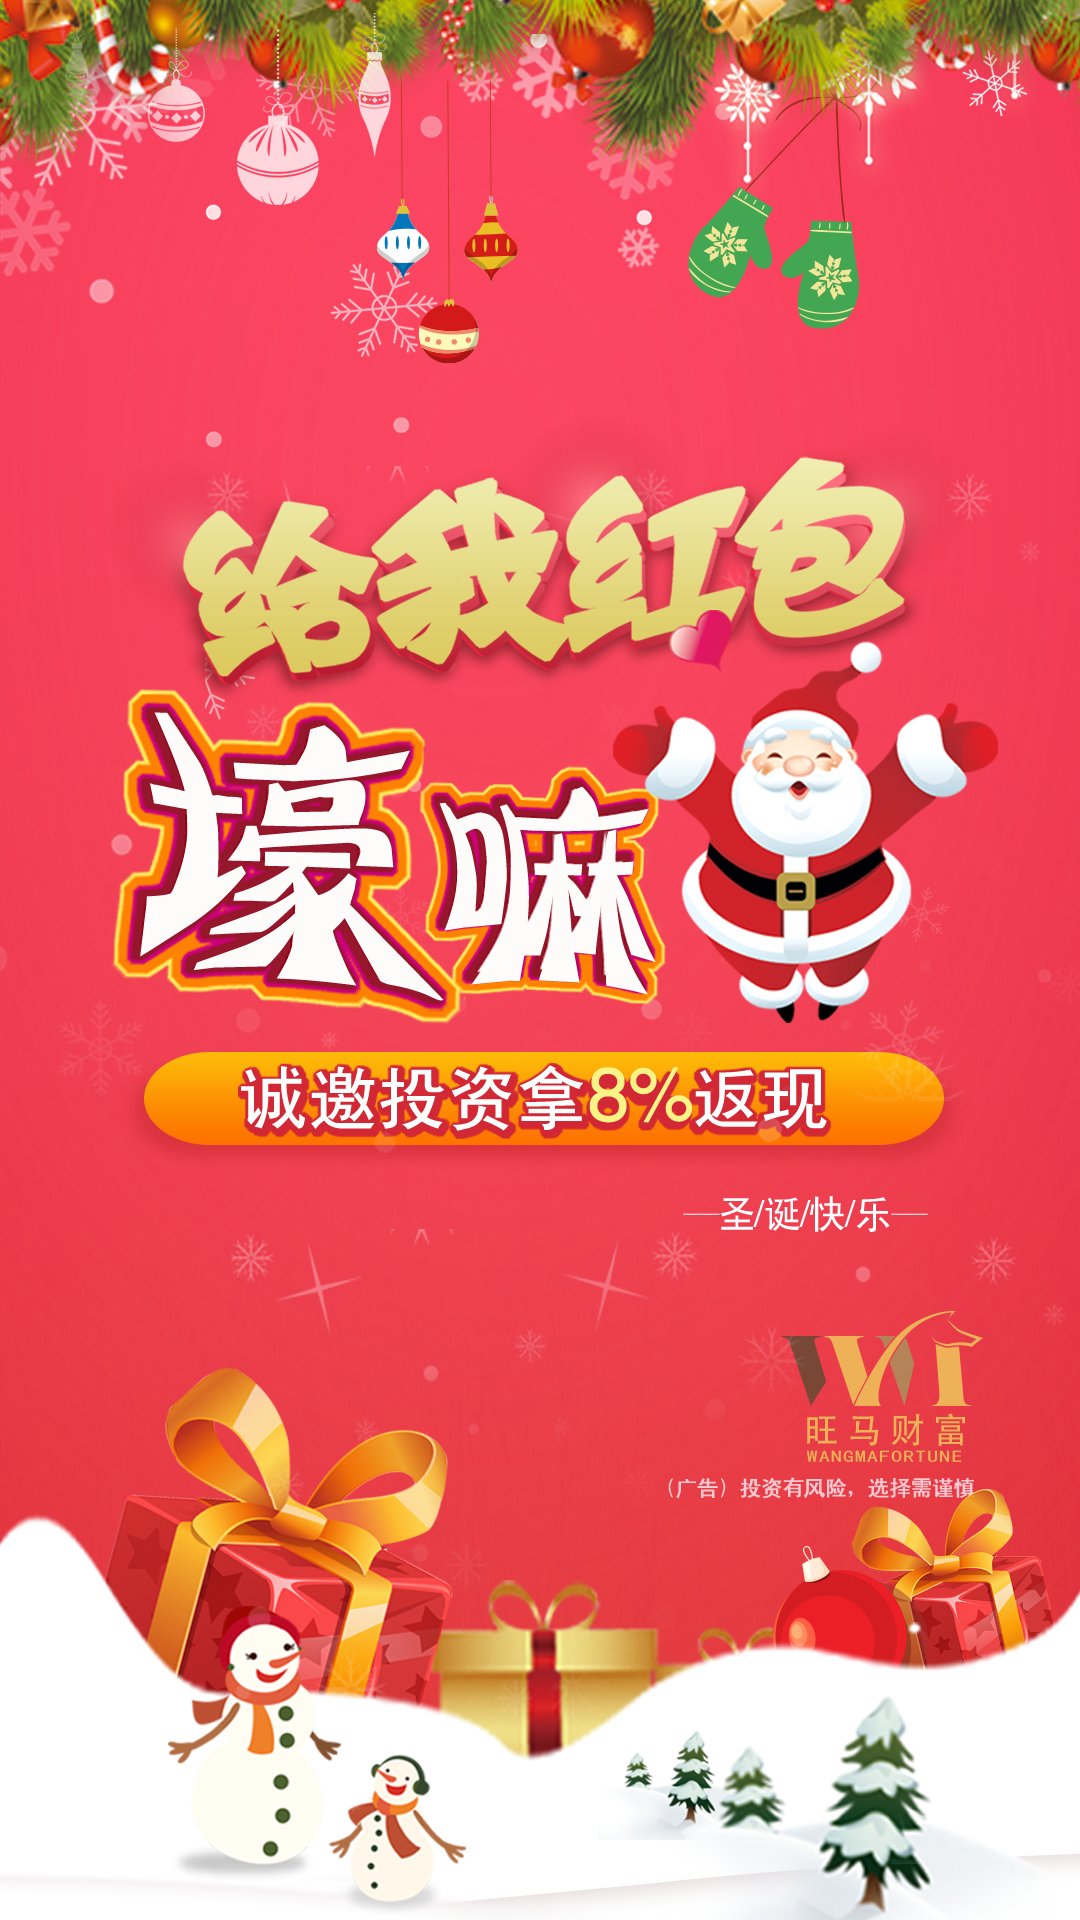 给我红包
壕嘛
诚邀投资拿8%返现
—圣/诞/快/乐—
旺马财富
WANGMAFORTUNE
（广告）投资有风险，选择需谨慎